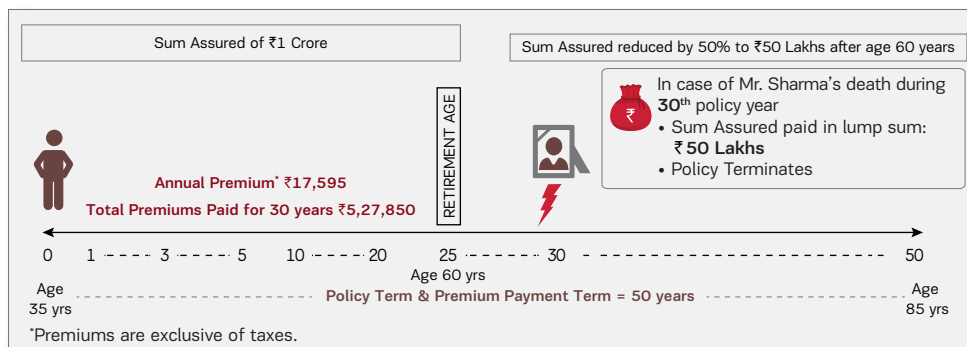 Sum Assured of ₹1 Crore
Sum Assured reduced by 50% to ₹50 Lakhs after age 60 years
In case of Mr. Sharma's death during
30th policy year
• Sum Assured paid in lump sum:
₹ 50 Lakhs
• Policy Terminates
₹
RETIREMENT AGE
Annual Premium* ₹17,595
Total Premiums Paid for 30 years ₹5,27,850
0 1 ----- 3 ---- 5 10 ----- 20 25 ------- 30 ------------------ 50
Age 60 yrs
Age
35 yrs
Policy Term & Premium Payment Term = 50 years
Age
85 yrs
*Premiums are exclusive of taxes.